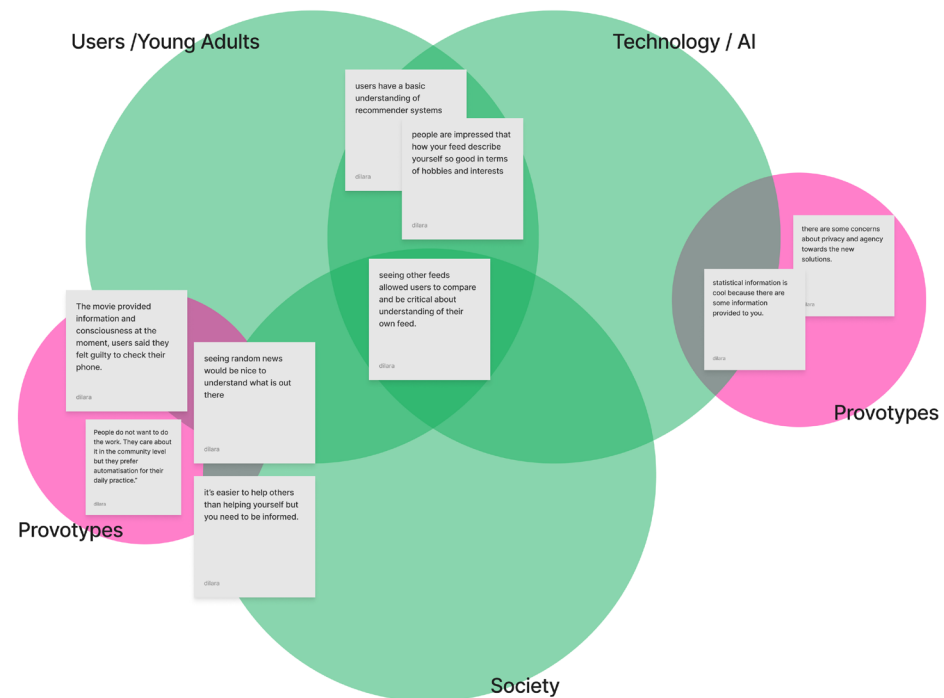 Users /Young Adults
Technology / AI
users have a basic
understanding of
recommender systems
dilara
people are impressed that
how your feed describe
yourself so good in terms
of hobbies and interests
dilara
there are some concerns
about privacy and agency
towards the new
solutions.
seeing other feeds
allowed users to compare
and be critical about
understanding of their
own feed.
dilara
statistical information is
cool because there are
some information
provided to you.
dilara
The movie provided
information and
consciousness at the
moment, users said they
felt guilty to check their
phone.
dilara
seeing random news
would be nice to
understand what is out
there
dilara
Provotypes
People do not want to do
the work. They care about
it in the community level
but they prefer
automatisation for their
daily practice."
dilara
it's easier to help others
than helping yourself but
you need to be informed.
dilara
Provotypes
Society